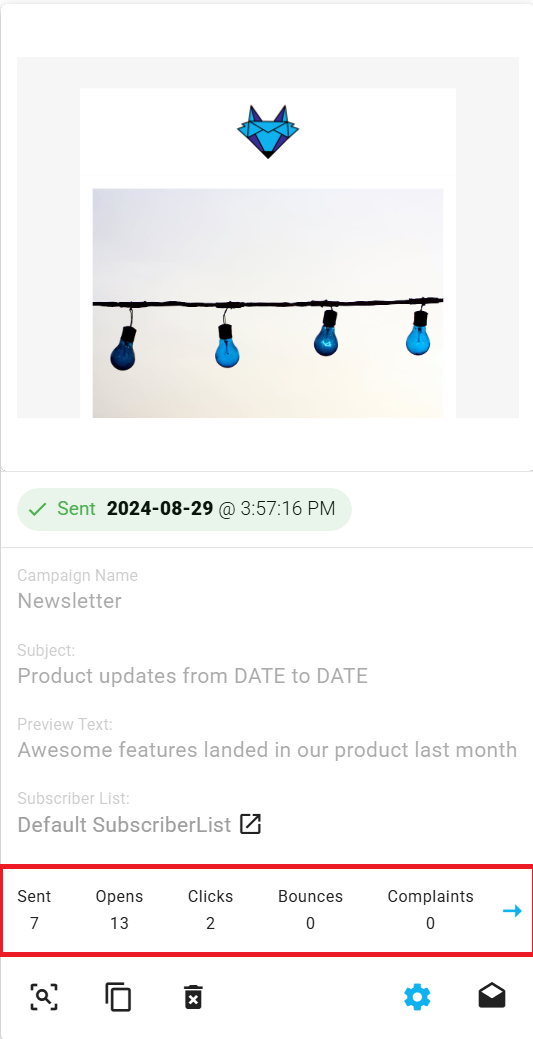 Sent 2024-08-29 @ 3:57:16 PM
Campaign Name
Newsletter
Subject:
Product updates from DATE to DATE
Preview Text:
Awesome features landed in our product last month
Subscriber List:
Default SubscriberList
Sent Opens Clicks Bounces Complaints
7 13 2 0 0